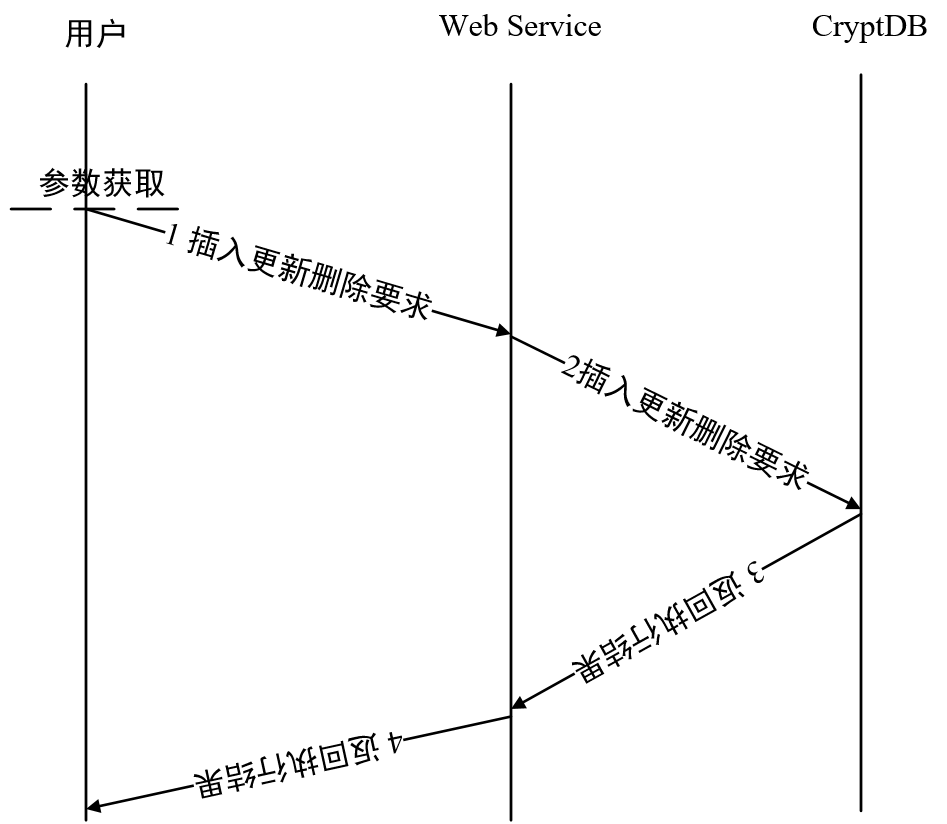 用户
Web Service
CryptDB
参数获取
1 插入更新删除要求
2插入更新删除要求
3 返回执行结果
4 返回执行结果